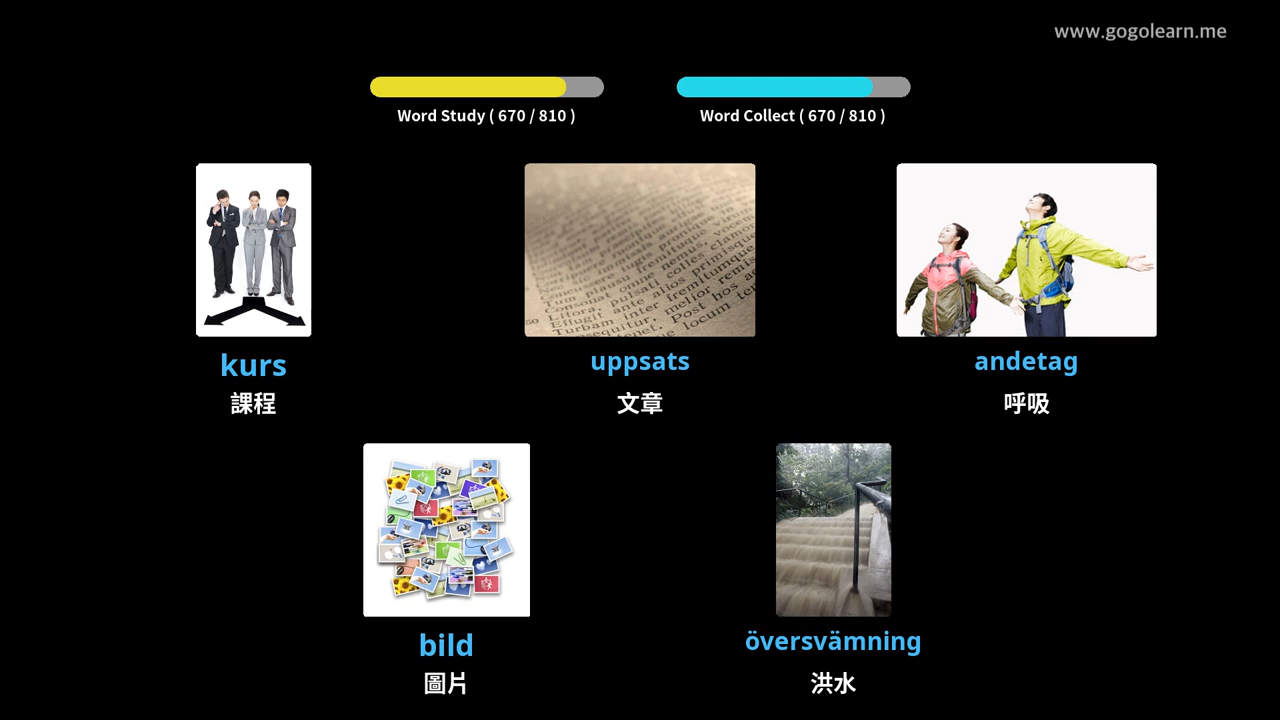 www.gogolearn.me
Word Study ( 670 / 810 )
Word Collect ( 670 / 810 )
kurs
課程
uppsats
文章
andetag
呼吸
bild
圖片
översvämning
洪水